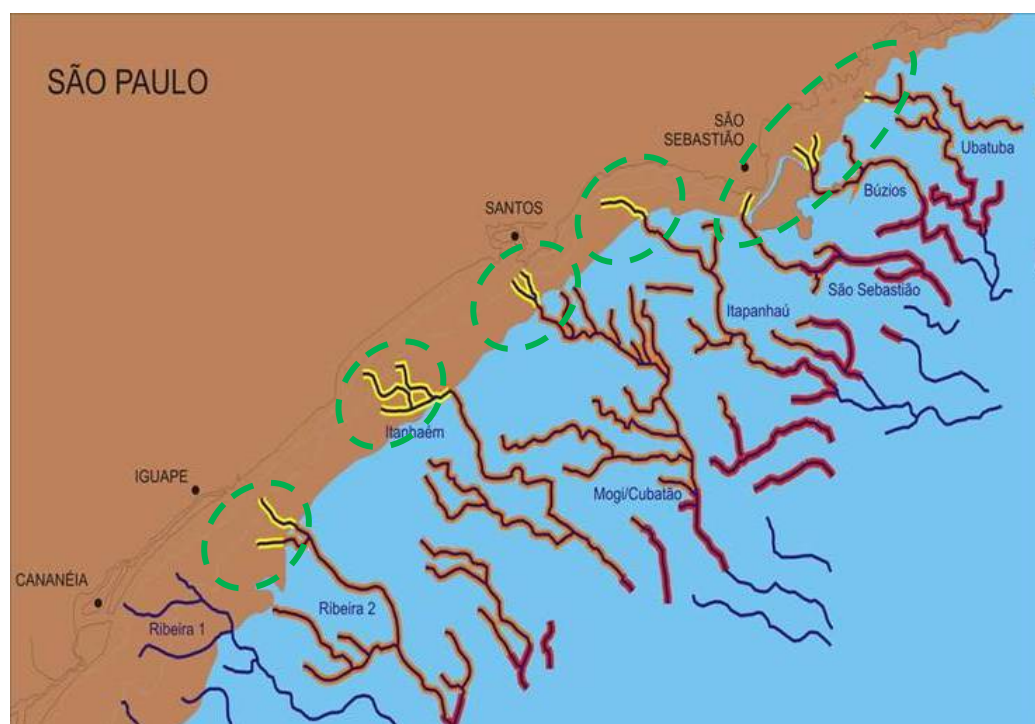 SÃO PAULO
SÃO
SEBASTIÃO
Ubatuba
Búzios
SANTOS
São Sebastião
Itapanhaú
Itanhaém
IGUAPE
Mogi/Cubatão
CANANÉIA
Ribeira 2
Ribeira 1